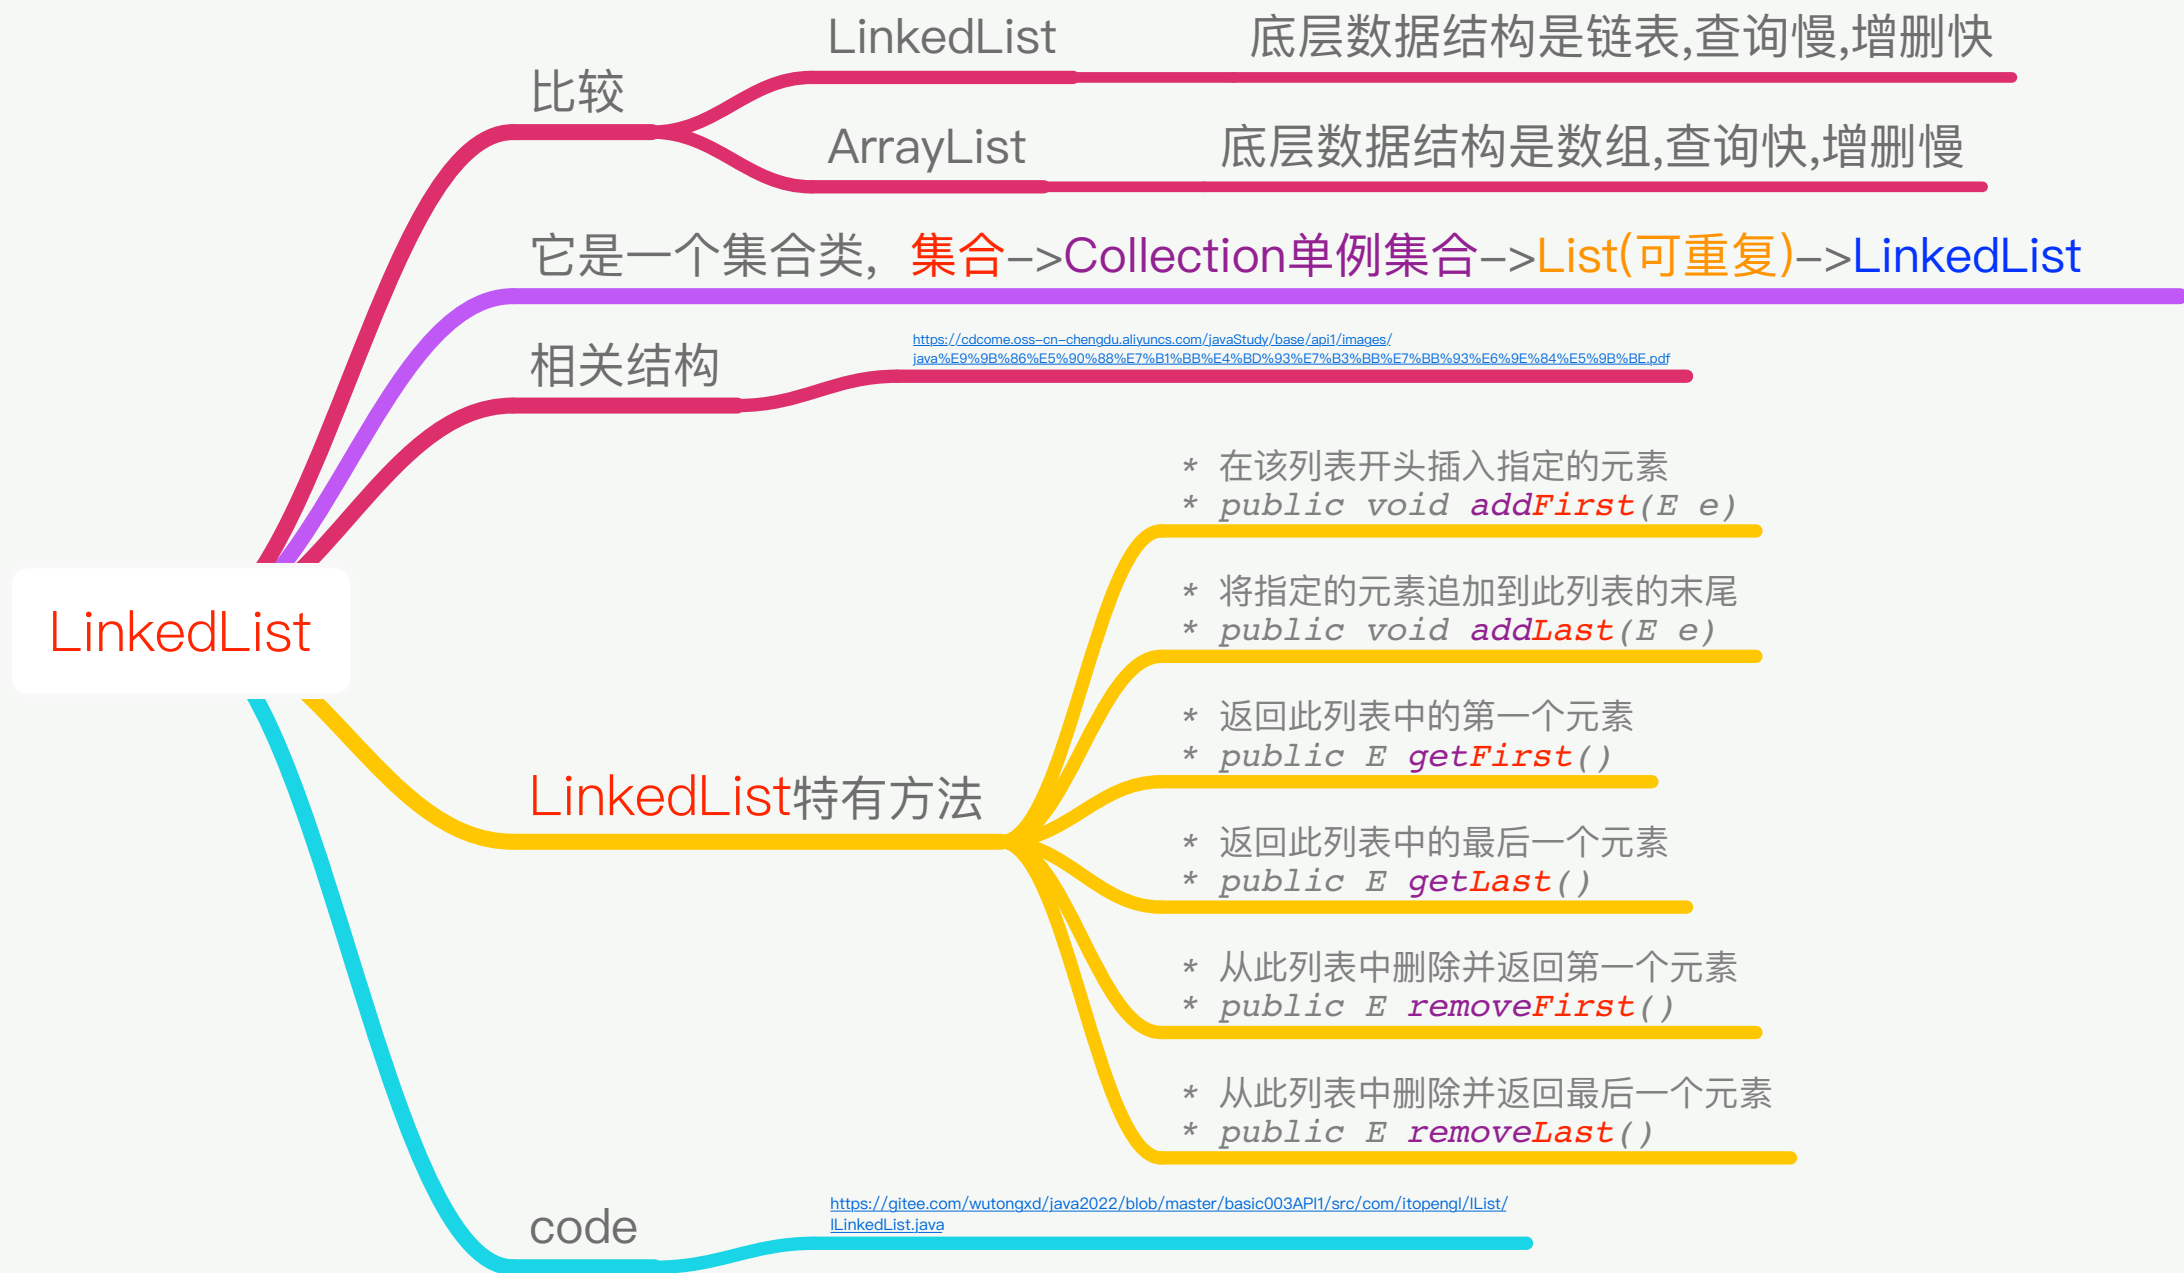 LinkedList
比较
LinkedList
底层数据结构是链表,查询慢,增删快
ArrayList
底层数据结构是数组,查询快,增删慢
它是一个集合类, 集合->Collection单例集合->List(可重复)->LinkedList
相关结构
https://cdcome.oss-cn-chengdu.aliyuncs.com/javaStudy/base/api1/images/
java%E9%9B%86%E5%90%88%E7%B1%BB%E4%BD%93%E7%B3%BB%E7%BB%93%E6%9E%84%E5%9B%BE.pdf
LinkedList特有方法
* 在该列表开头插入指定的元素
* public void addFirst(E e)
* 将指定的元素追加到此列表的末尾
* public void addLast(E e)
* 返回此列表中的第一个元素
* public E getFirst()
* 返回此列表中的最后一个元素
* public E getLast()
* 从此列表中删除并返回第一个元素
* public E removeFirst()
* 从此列表中删除并返回最后一个元素
* public E removeLast()
code
https://gitee.com/wutongxd/java2022/blob/master/basic003API1/src/com/itopengl/IList/
ILinkedList.java